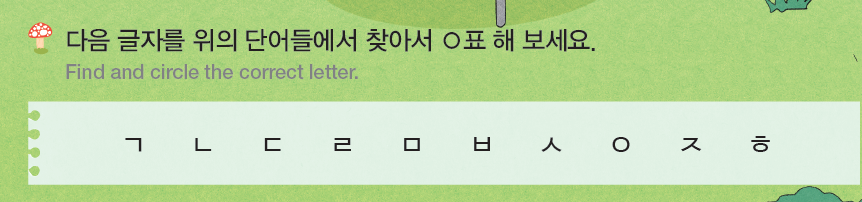 다음 글자를 위의 단어들에서 찾아서 ○표 해 보세요.
Find and circle the correct letter.
ㄱ ㄴ ㄷ ㄹ ㅁ ㅂ ㅅ ㅇ ㅈ ㅎ